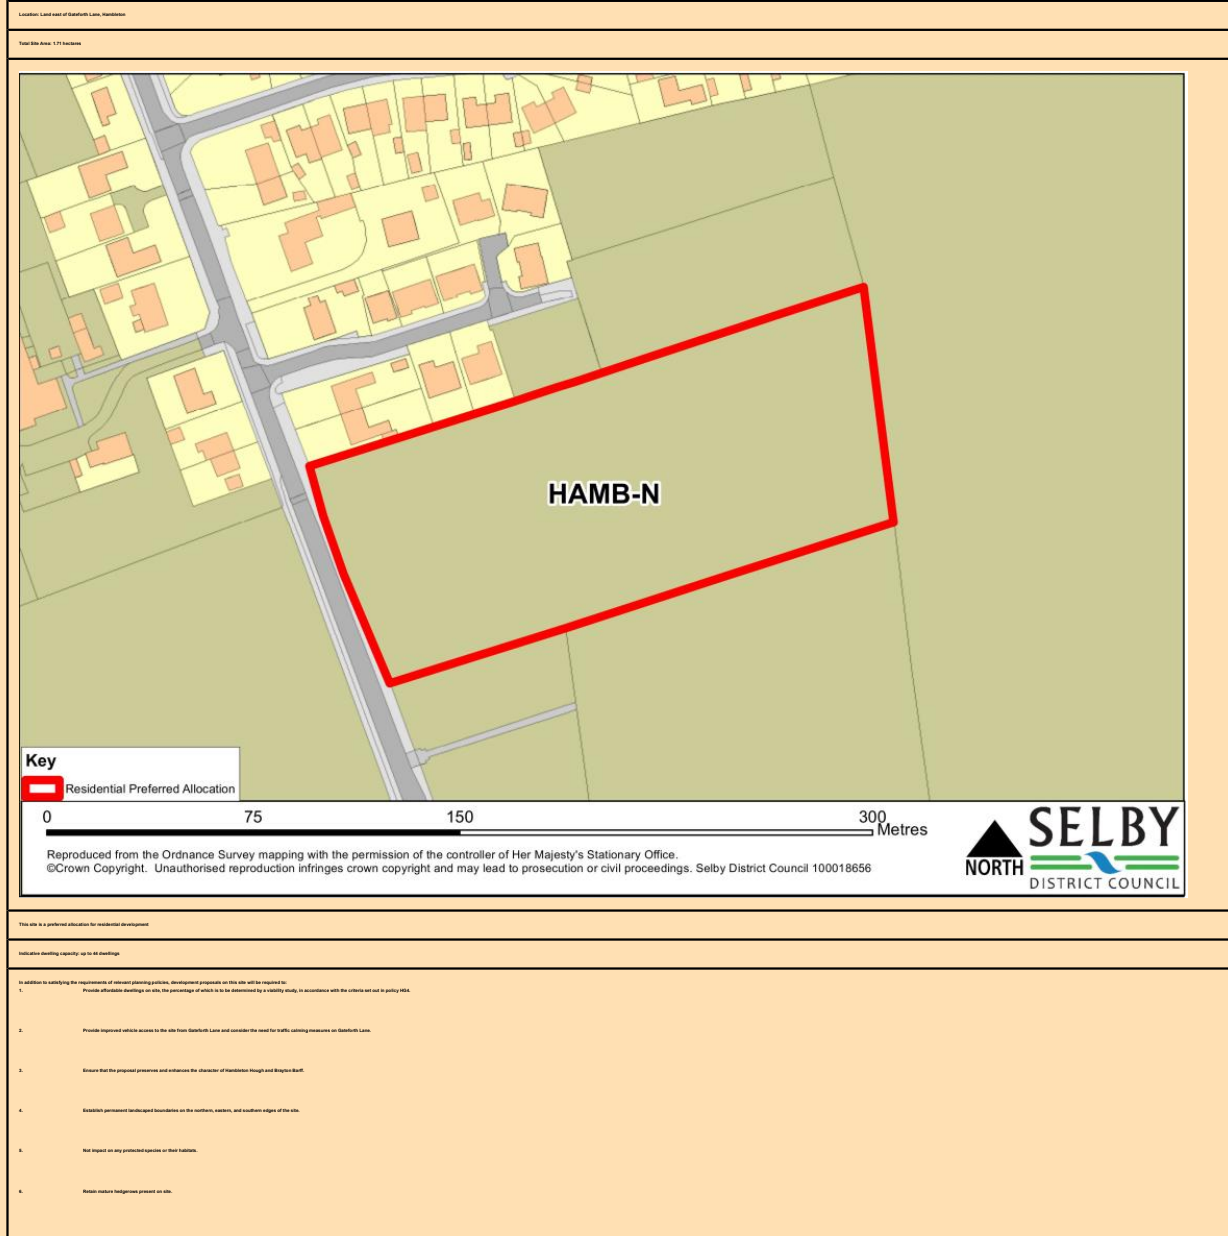 Location: Land east of Gateforth Lane, Hambleton
Total Site Area: 1.71 hectares
HAMB-N
Key
Residential Preferred Allocation
0 75 150 300 Metres
Reproduced from the Ordnance Survey mapping with the permission of the controller of Her Majesty's Stationary Office.
©Crown Copyright. Unauthorised reproduction infringes crown copyright and may lead to prosecution or civil proceedings. Selby District Council 100018656
NORTH
SELBY
DISTRICT COUNCIL
This site is a preferred allocation for residential development
Indicative dwelling capacity: up to 44 dwellings
In addition to satisfying the requirements of relevant planning policies, development proposals on this site will be required to:
1. Provide affordable dwellings on site, the percentage of which is to be determined by a viability study, in accordance with the criteria set out in policy HG4.
2. Provide improved vehicle access to the site from Gateforth Lane and consider the need for traffic calming measures on Gateforth Lane.
3. Ensure that the proposal preserves and enhances the character of Hambleton Hough and Brayton Barff.
4. Establish permanent landscaped boundaries on the northern, eastern, and southern edges of the site.
5. Not impact on any protected species or their habitats.
6. Retain mature hedgerows present on site.